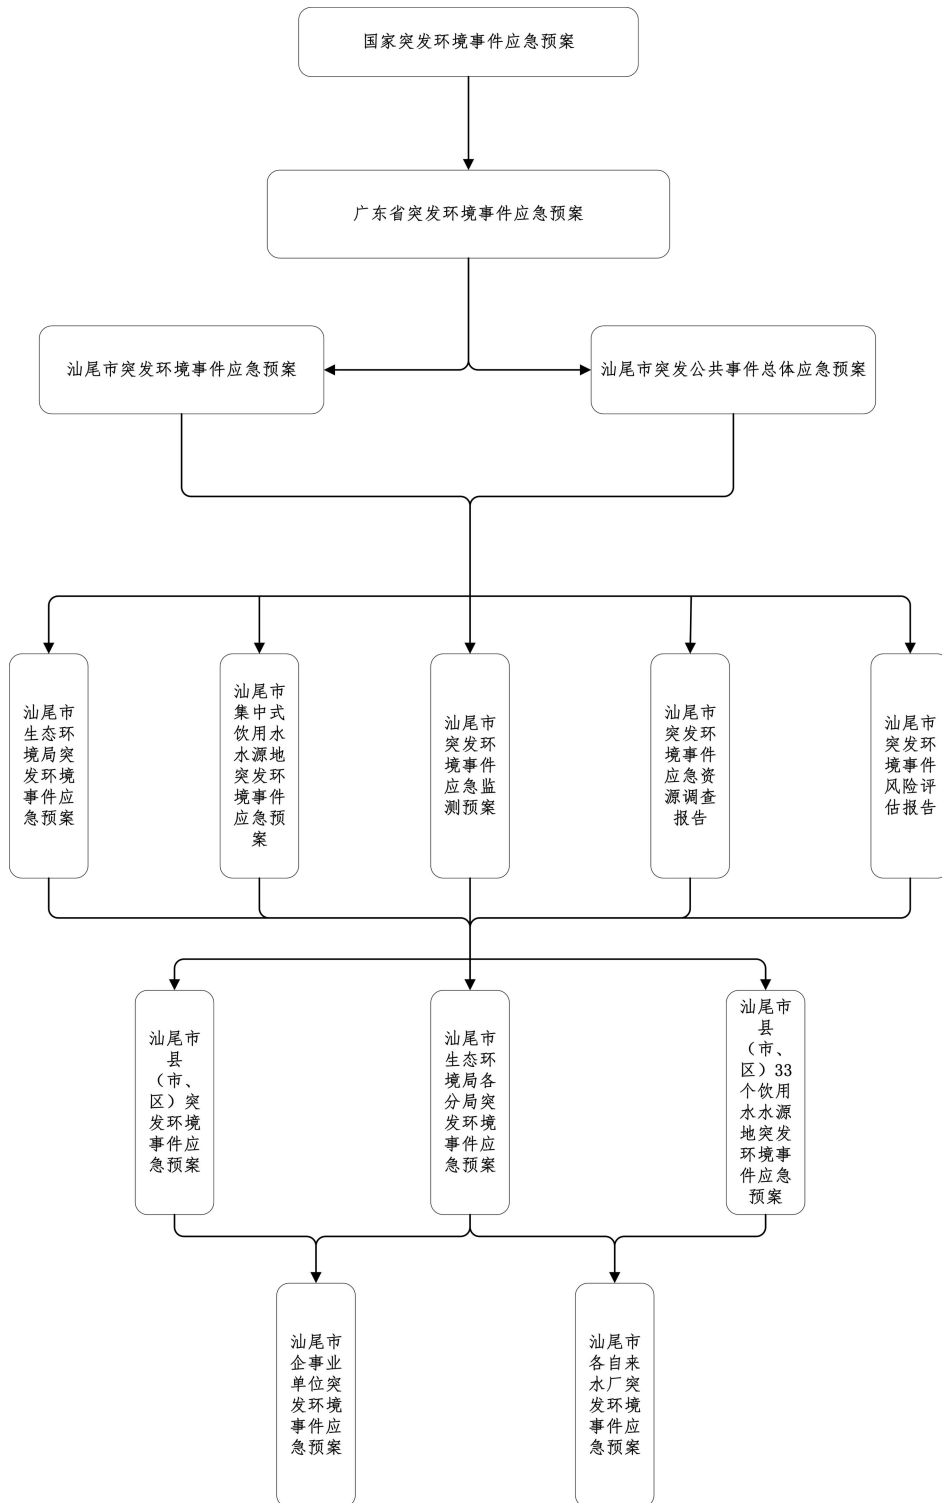 国家突发环境事件应急预案
广东省突发环境事件应急预案
汕尾市突发环境事件应急预案
汕尾市突发公共事件总体应急预案
汕尾市
生态环
境局突
发环境
事件应
急预案
汕尾市
集中式
饮用水
水源地
突发环
境事件
应急预
案
汕尾市
突发环
境事件
应急监
测预案
汕尾市
突发环
境事件
应急资
源调查
报告
汕尾市
突发环
境事件
风险评
估报告
汕尾市
县
（市、
区）突
发环境
事件应
急预案
汕尾市
生态环
境局各
分局突
发环境
事件应
急预案
汕尾市
县
（市、
区）33
个饮用
水水源
地突发
环境事
件应急
预案
汕尾市
企事业
单位突
发环境
事件应
急预案
汕尾市
各自来
水厂突
发环境
事件应
急预案